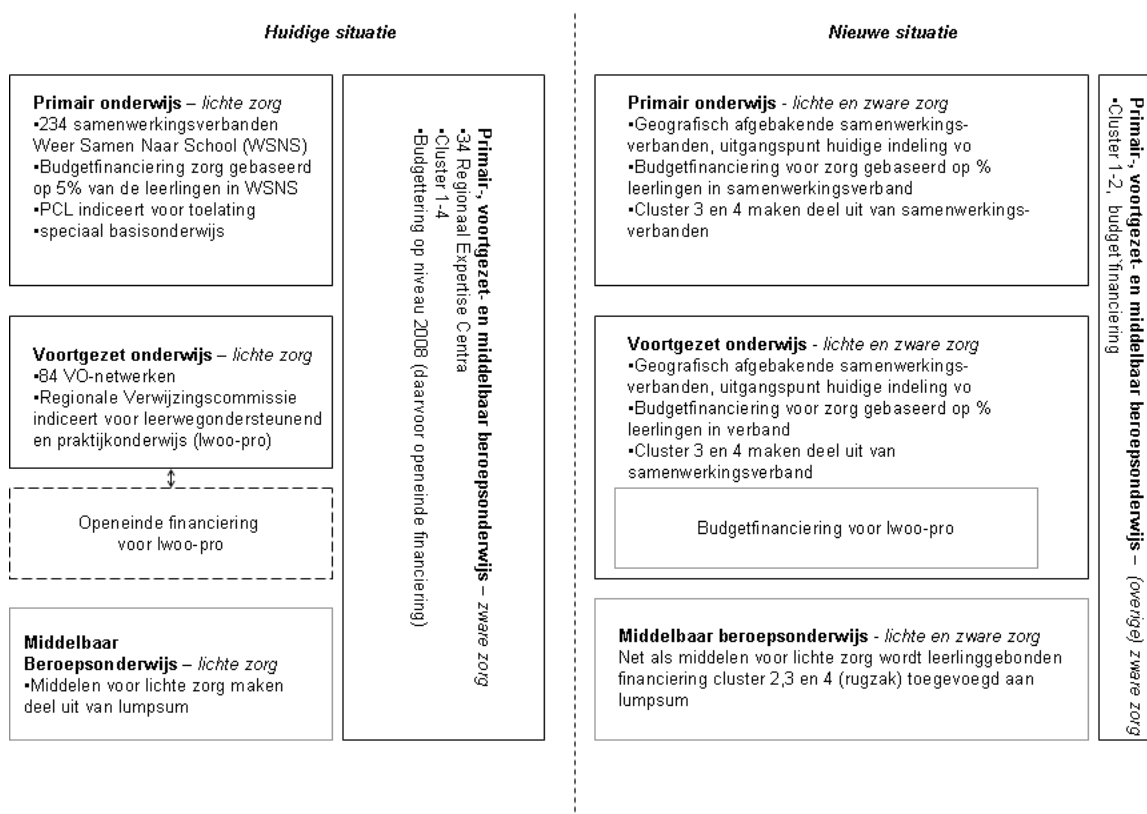 Huidige situatie
Primair onderwijs – lichte zorg
▪234 samenwerkingsverbanden
Weer Samen Naar School (WSNS)
▪Budgetfinanciering zorg gebaseerd
op 5% van de leerlingen in WSNS
▪PCL indiceert voor toelating
▪speciaal basisonderwijs
Voortgezet onderwijs – lichte zorg
▪84 VO-netwerken
▪Regionale Verwijzingscommissie
indiceert voor leerwegondersteunend
en praktijkonderwijs (lwoo-pro)
Openeinde financiering
voor lwoo-pro
Middelbaar
Beroepsonderwijs – lichte zorg
▪Middelen voor lichte zorg maken
deel uit van lumpsum
Primair-, voortgezet- en middelbaar beroepsonderwijs – zware zorg
▪34 Regionaal Expertise Centra
▪Cluster 1-4
▪Budgettering op niveau 2008 (daarvoor openeinde financiering)
Nieuwe situatie
Primair onderwijs - lichte en zware zorg
▪Geografisch afgebakende samenwerkings-
verbanden, uitgangspunt huidige indeling vo
▪Budgetfinanciering voor zorg gebaseerd op %
leerlingen in samenwerkingsverband
▪Cluster 3 en 4 maken deel uit van samenwerkings-
verbanden
Voortgezet onderwijs - lichte en zware zorg
▪Geografisch afgebakende samenwerkings-
verbanden, uitgangspunt huidige indeling vo
▪Budgetfinanciering voor zorg gebaseerd op %
leerlingen in verband
▪Cluster 3 en 4 maken deel uit van
samenwerkingsverband
Budgetfinanciering voor lwoo-pro
Middelbaar beroepsonderwijs - lichte en zware zorg
Net als middelen voor lichte zorg wordt leerlinggebonden
financiering cluster 2,3 en 4 (rugzak) toegevoegd aan
lumpsum
Primair-, voortgezet- en middelbaar beroepsonderwijs – (overige) zware zorg
▪Cluster 1-2, budget`financiering